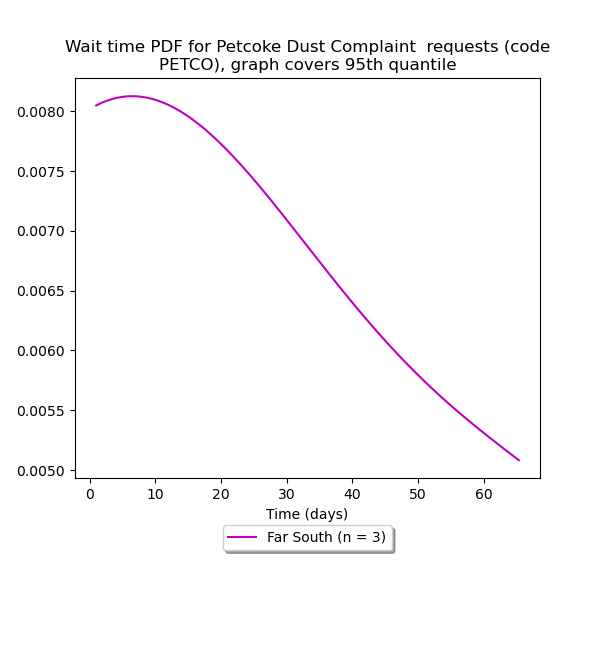 Wait time PDF for Petcoke Dust Complaint  requests (code
PETCO), graph covers 95th quantile
0.0080
0.0075
0.0070
0.0065
0.0060
0.0055
0.0050
0 10 20 30 40 50 60
Time (days)
Far South (n = 3)